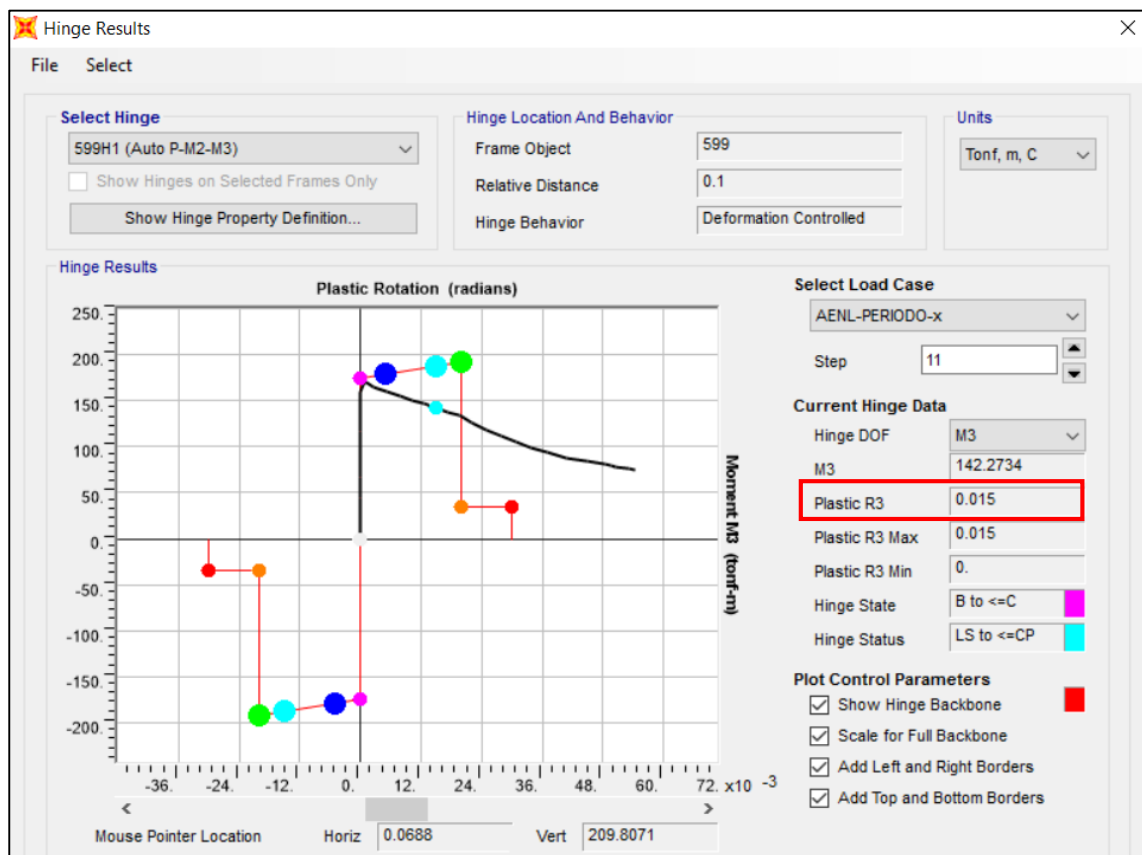 Hinge Results
File Select
Select Hinge
599H1 (Auto P-M2-M3)
Show Hinges on Selected Frames Only
Show Hinge Property Definition...
Hinge Location And Behavior
Frame Object 599
Relative Distance 0.1
Hinge Behavior Deformation Controlled
Units
Tonf, m, C
Hinge Results
Plastic Rotation (radians)
250.
200.
150.
100.
50.
0.
-50.
-100.
-150.
-200.
Moment M3 (tonf-m)
-36. -24. -12. 0. 12. 24. 36. 48. 60. 72. x10 -3
Mouse Pointer Location Horiz 0.0688 Vert 209.8071
Select Load Case
AENL-PERIODO-x
Step 11
Current Hinge Data
Hinge DOF M3
M3 142.2734
Plastic R3 0.015
Plastic R3 Max 0.015
Plastic R3 Min 0.
Hinge State B to <=C
Hinge Status LS to <=CP
Plot Control Parameters
Show Hinge Backbone
Scale for Full Backbone
Add Left and Right Borders
Add Top and Bottom Borders